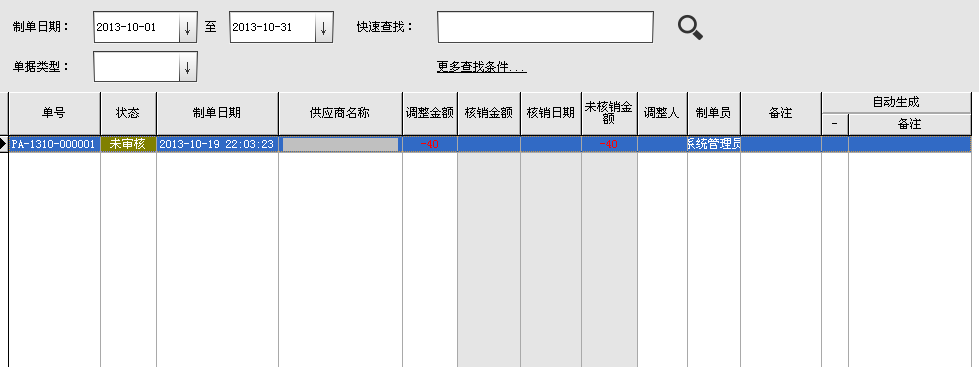 制单日期： 2013-10-01 ↓ 至 2013-10-31 ↓ 快速查找：
单据类型： ↓ 更多查找条件...
单号 状态 制单日期 供应商名称 调整金额 核销金额 核销日期 未核销金额 调整人 制单员 备注 自动生成
- 备注
PA-1310-000001 未审核 2013-10-19 22:03:23 -40 -40 系统管理员